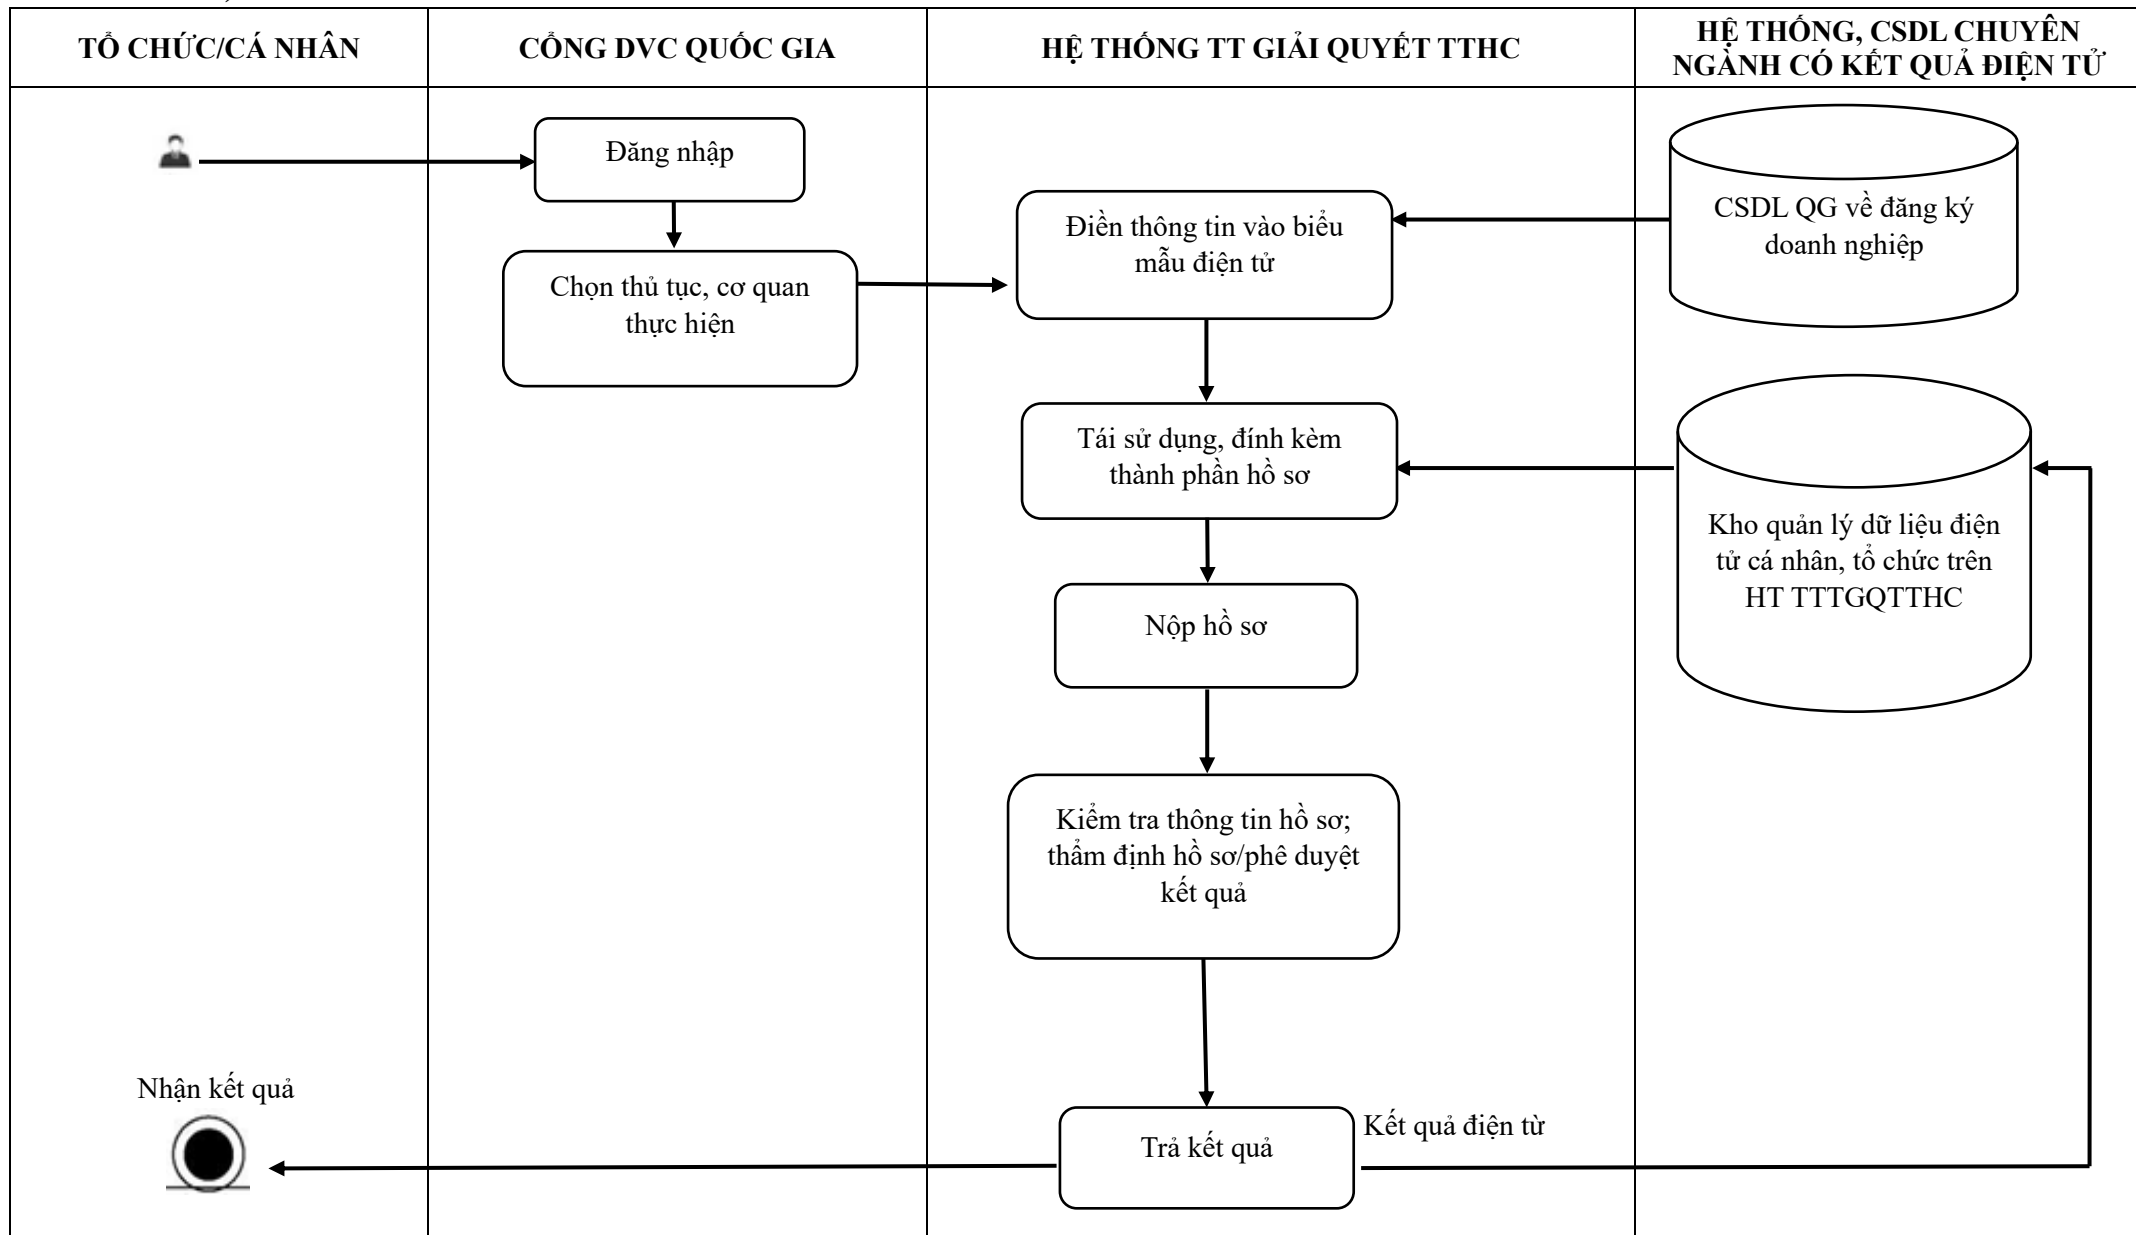 TỔ CHỨC/CÁ NHÂN
CỔNG DVC QUỐC GIA
HỆ THỐNG TT GIẢI QUYẾT TTHC
HỆ THỐNG, CSDL CHUYÊN
NGÀNH CÓ KẾT QUẢ ĐIỆN TỬ
Đăng nhập
Chọn thủ tục, cơ quan
thực hiện
Điền thông tin vào biểu
mẫu điện tử
CSDL QG về đăng ký
doanh nghiệp
Tái sử dụng, đính kèm
thành phần hồ sơ
Kho quản lý dữ liệu điện
tử cá nhân, tổ chức trên
HT TTTGQTTHC
Nộp hồ sơ
Kiểm tra thông tin hồ sơ;
thẩm định hồ sơ/phê duyệt
kết quả
Nhận kết quả
Trả kết quả
Kết quả điện từ